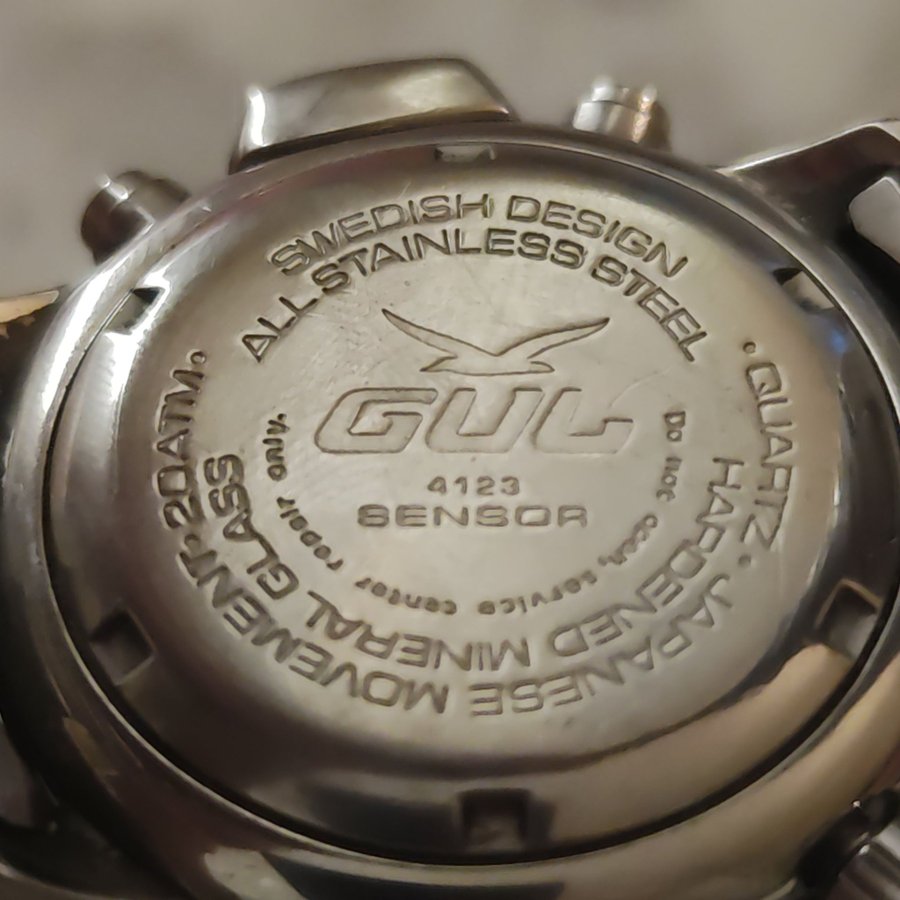 SWEDISH DESIGN
ALL STAINLESS STEEL
GUL
4123
SENSOR
Do not open, service center repair only.
• QUARTZ • JAPANESE MOVEMENT • 20ATM •
HARDENED MINERAL GLASS